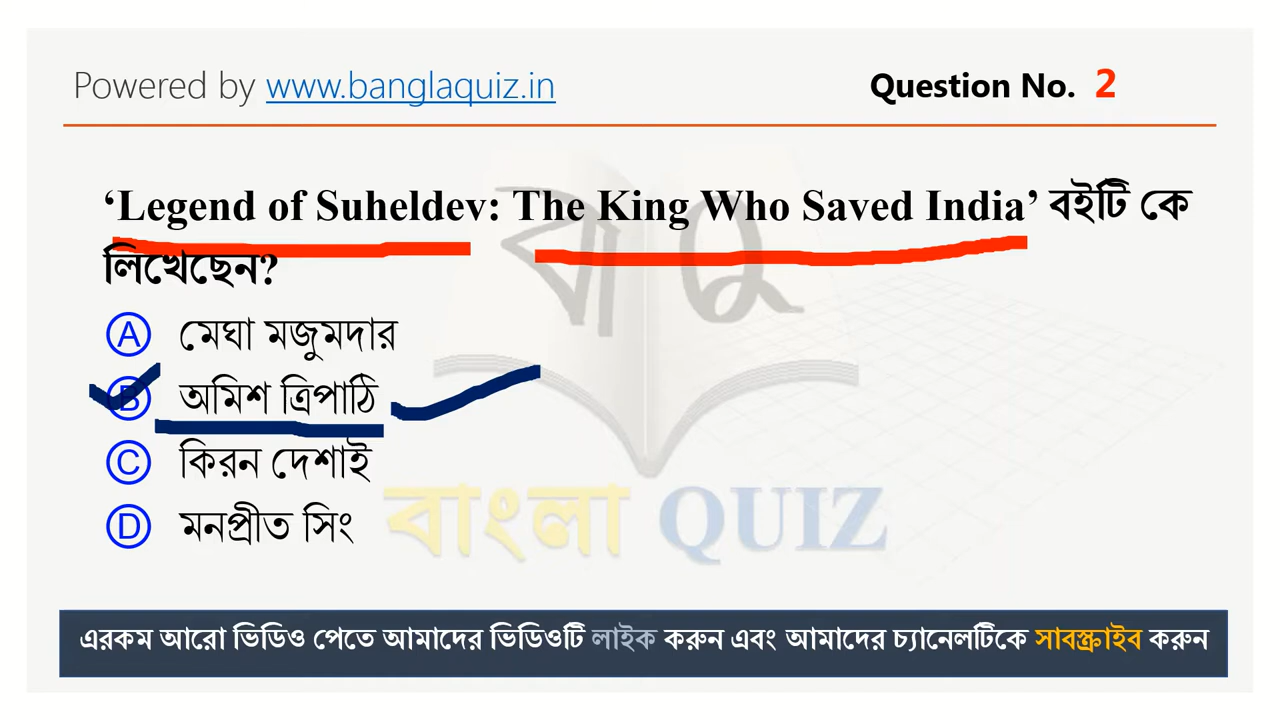 Powered by www.banglaquiz.in
Question No. 2
‘Legend of Suheldev: The King Who Saved India’ বইটি কে
লিখেছেন?
A মেঘা মজুমদার
B অমিশ ত্রিপাঠি
C কিরন দেশাই
D মনপ্রীত সিং
বা Q
বাংলা QUIZ
এরকম আরো ভিডিও পেতে আমাদের ভিডিওটি লাইক করুন এবং আমাদের চ্যানেলটিকে সাবস্ক্রাইব করুন